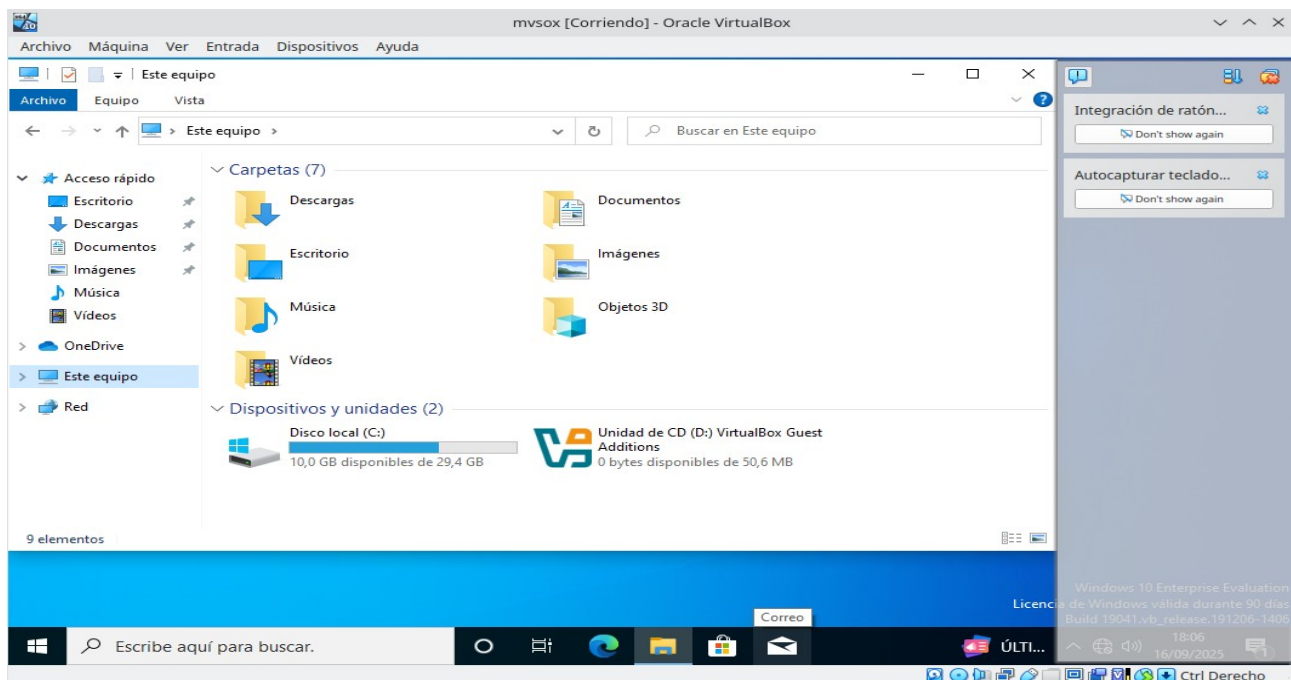 mvsox [Corriendo] - Oracle VirtualBox
Archivo Máquina Ver Entrada Dispositivos Ayuda
Este equipo
Archivo Equipo Vista
Este equipo
Buscar en Este equipo
Acceso rápido
Escritorio
Descargas
Documentos
Imágenes
Música
Vídeos
OneDrive
Este equipo
Red
Carpetas (7)
Descargas
Documentos
Escritorio
Imágenes
Música
Objetos 3D
Vídeos
Dispositivos y unidades (2)
Disco local (C:)
10,0 GB disponibles de 29,4 GB
Unidad de CD (D:) VirtualBox Guest
Additions
0 bytes disponibles de 50,6 MB
9 elementos
Integración de ratón...
Don't show again
Autocapturar teclado...
Don't show again
Windows 10 Enterprise Evaluation
Licencia de Windows válida durante 90 días
Build 19041.vb_release.191206-1406
Correo
Escribe aquí para buscar.
ÚLTI...
18:06
16/09/2025
Ctrl Derecho